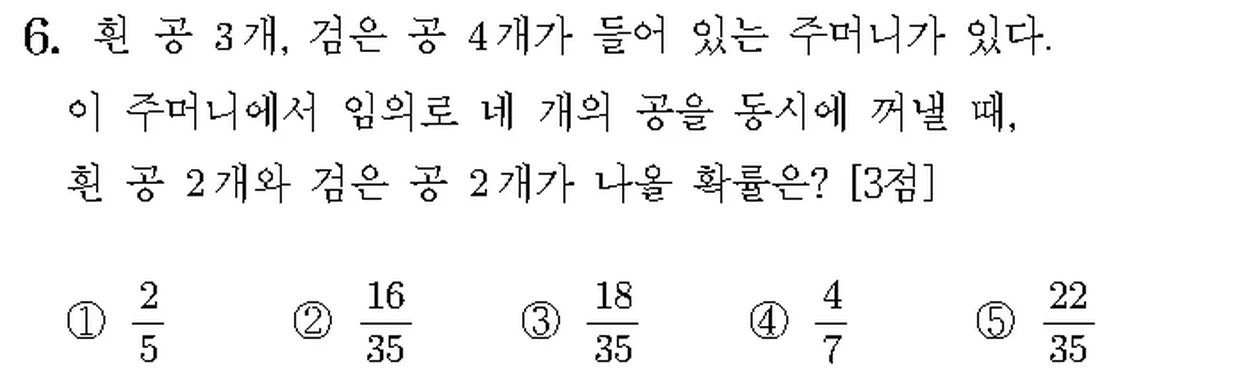 6. 흰 공 3개, 검은 공 4개가 들어 있는 주머니가 있다.
이 주머니에서 임의로 네 개의 공을 동시에 꺼낼 때,
흰 공 2개와 검은 공 2개가 나올 확률은? [3점]
① 2/5 ② 16/35 ③ 18/35 ④ 4/7 ⑤ 22/35